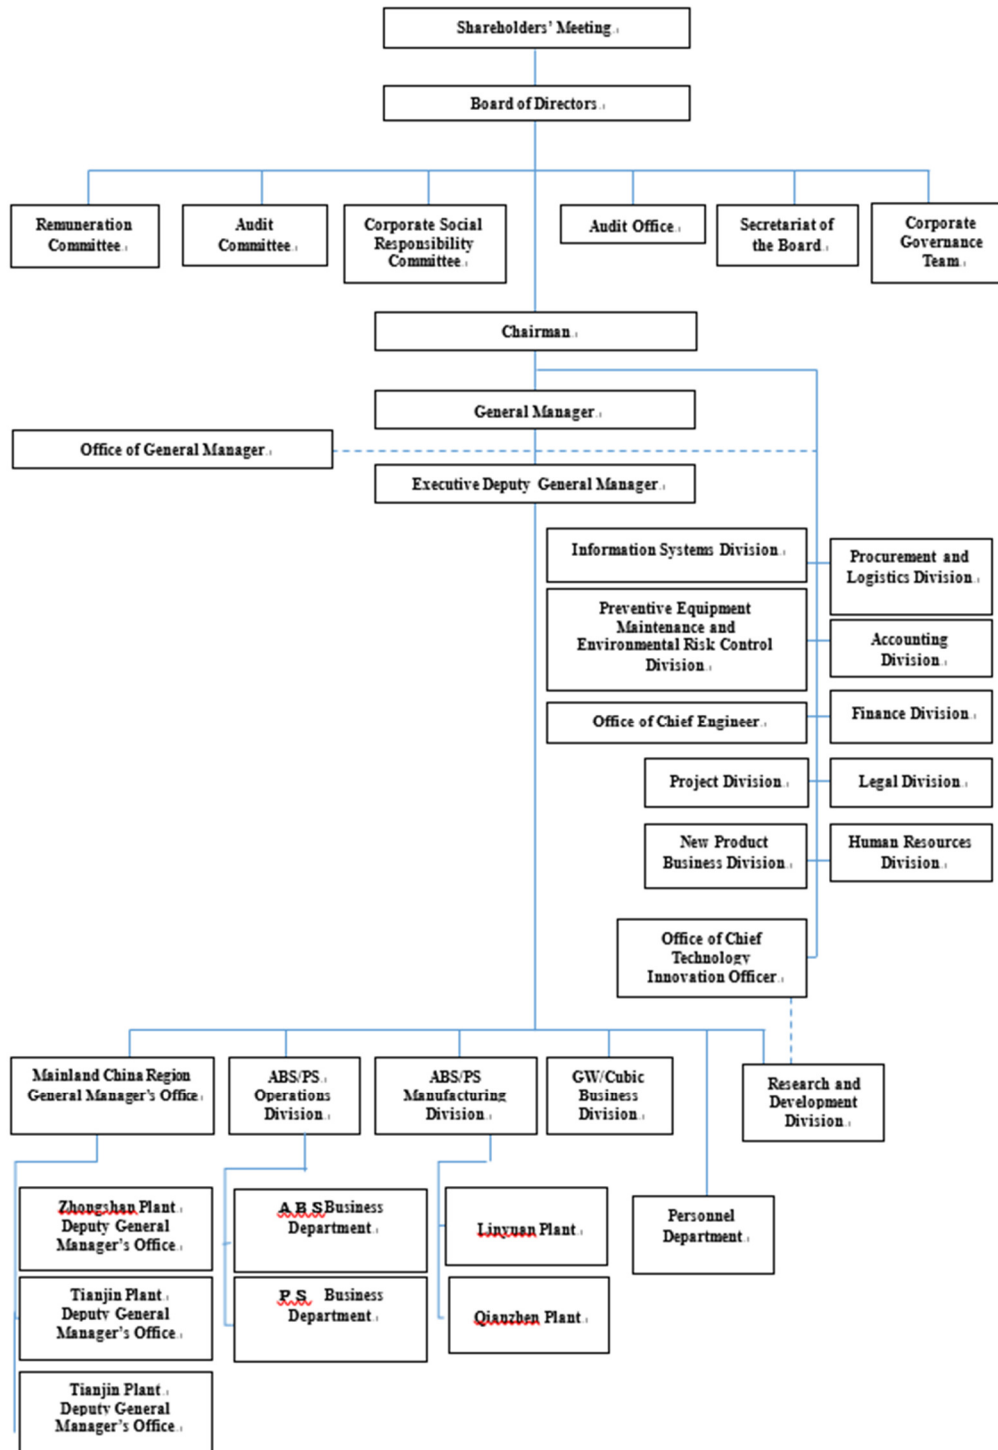 Shareholders' Meeting
Board of Directors
Remuneration
Committee
Audit
Committee
Corporate Social
Responsibility
Committee
Audit Office
Secretariat of
the Board
Corporate
Governance
Team
Chairman
General Manager
Office of General Manager
Executive Deputy General Manager
Information Systems Division
Procurement and
Logistics Division
Preventive Equipment
Maintenance and
Environmental Risk Control
Division
Accounting
Division
Office of Chief Engineer
Finance Division
Project Division
Legal Division
New Product
Business Division
Human Resources
Division
Office of Chief
Technology
Innovation Officer
Mainland China Region
General Manager's Office
ABS/PS
Operations
Division
ABS/PS
Manufacturing
Division
GW/Cubic
Business
Division
Research and
Development
Division
Zhongshan Plant
Deputy General
Manager's Office
A B S Business
Department
Linyuan Plant
Personnel
Department
Tianjin Plant
Deputy General
Manager's Office
P S Business
Department
Qianzhen Plant
Tianjin Plant
Deputy General
Manager's Office